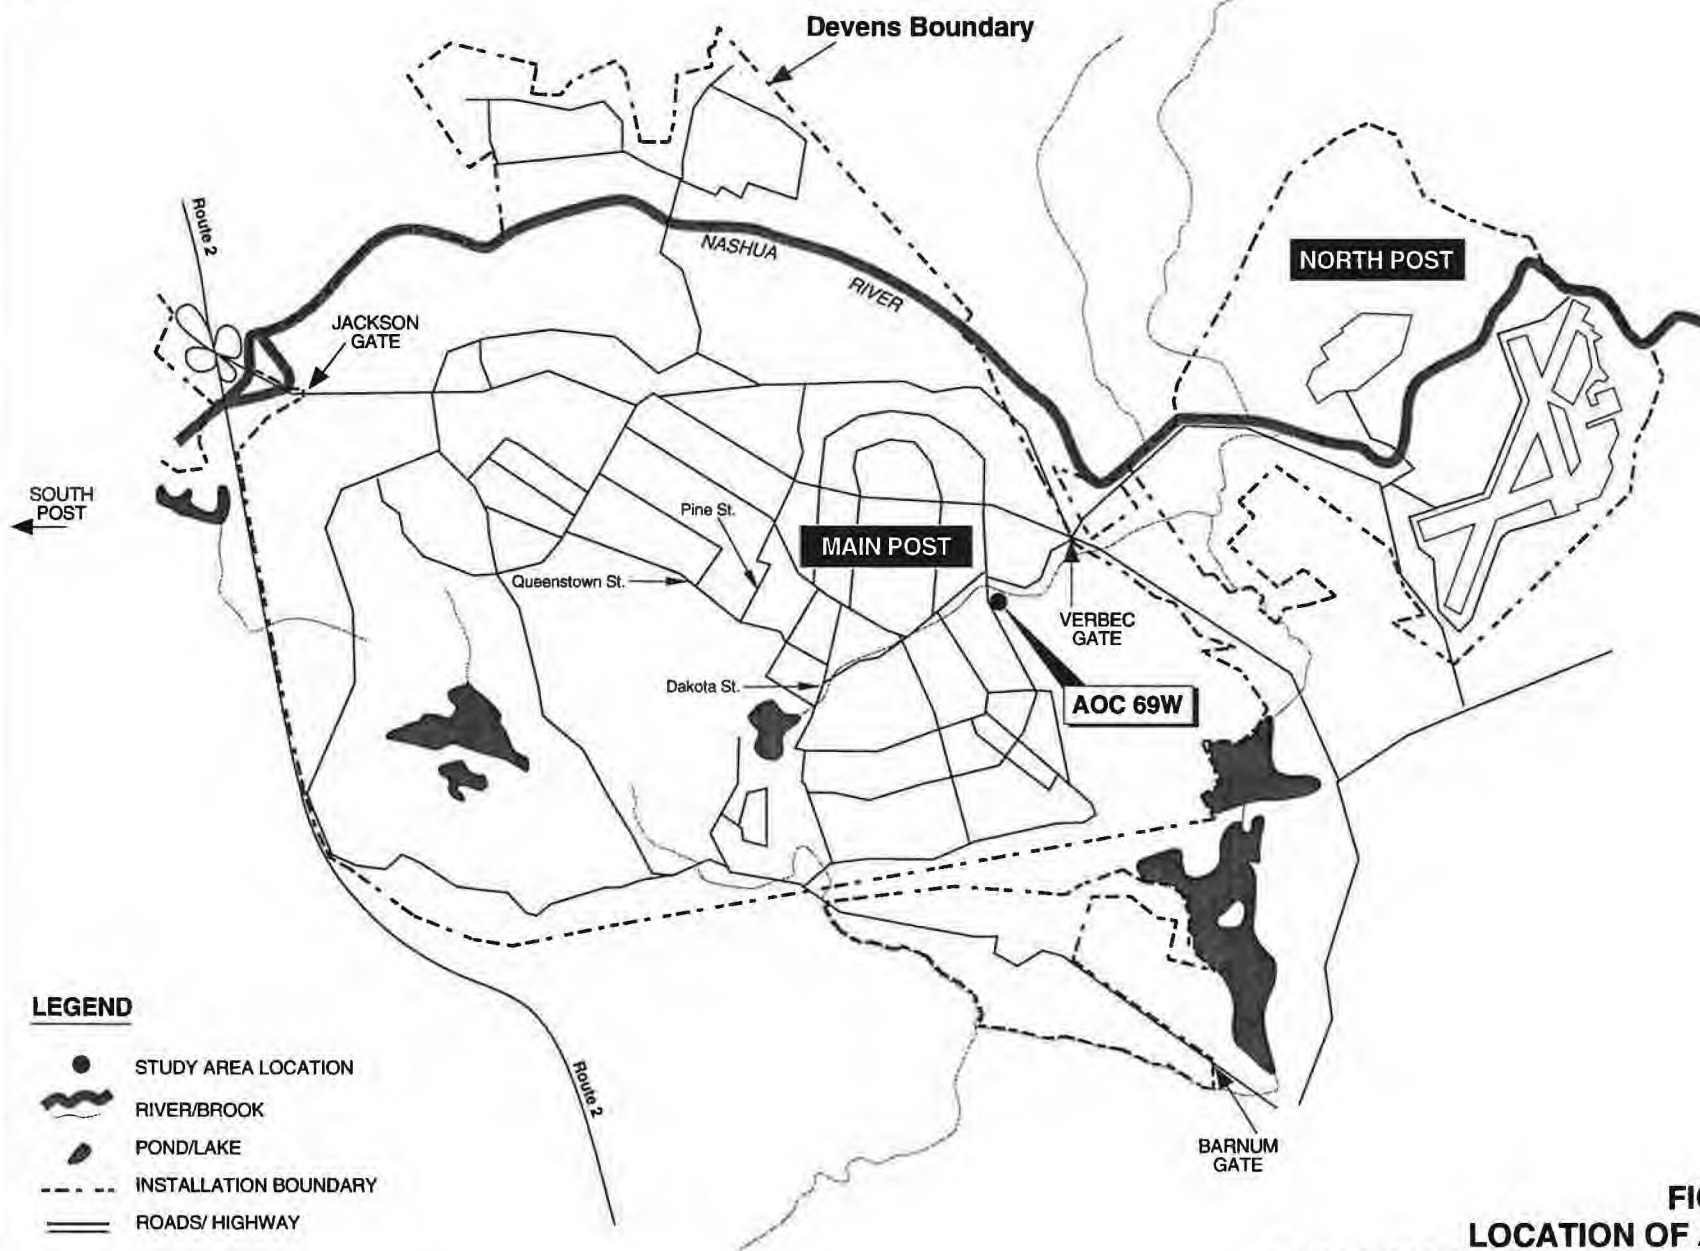 Devens Boundary
Route 2
NASHUA
RIVER
NORTH POST
JACKSON
GATE
SOUTH
POST
Pine St.
MAIN POST
Queenstown St.
VERBEC
GATE
Dakota St.
AOC 69W
LEGEND
STUDY AREA LOCATION
RIVER/BROOK
POND/LAKE
INSTALLATION BOUNDARY
ROADS/ HIGHWAY
Route 2
BARNUM
GATE
LOCATION OF